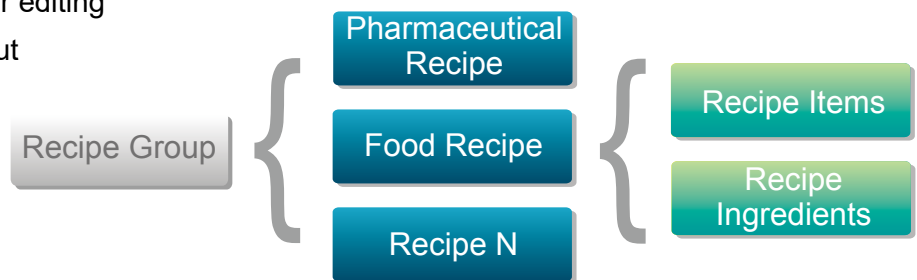 r editing
ut
Recipe Group
Pharmaceutical
Recipe
Food Recipe
Recipe N
Recipe Items
Recipe
Ingredients